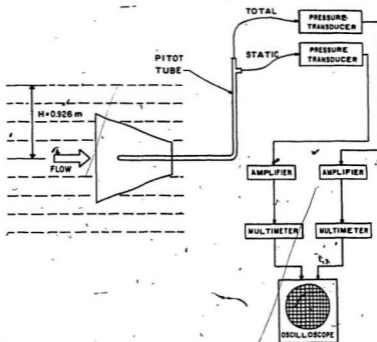 TOTAL
PRESSURE
TRANSDUCER
STATIC
PRESSURE
TRANSDUCER
PITOT
TUBE
H=0.926 m
FLOW
AMPLIFIER
AMPLIFIER
MULTIMETER
MULTIMETER
OSCILLOSCOPE